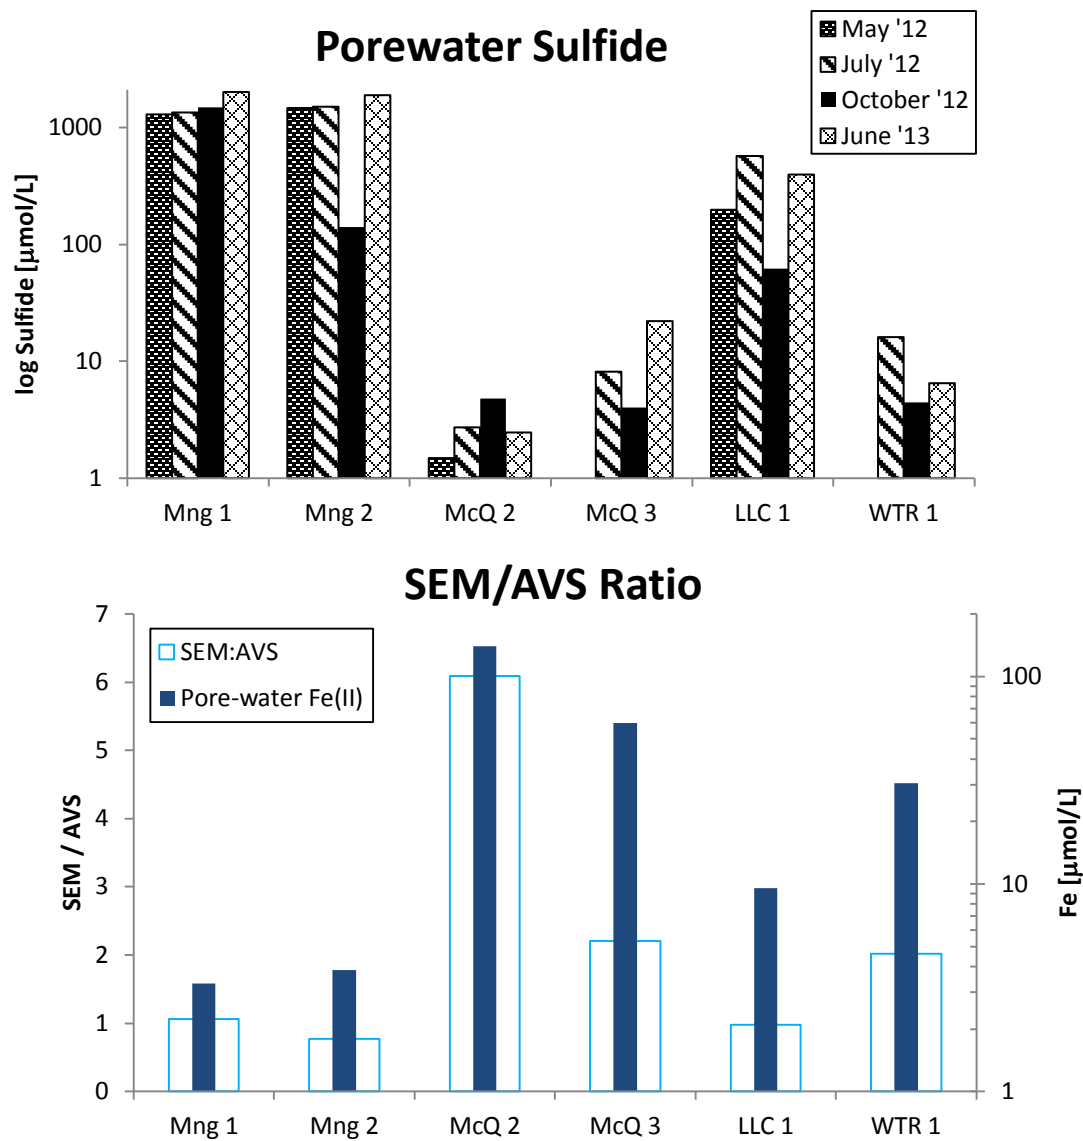 Porewater Sulfide
May '12
July '12
October '12
June '13
log Sulfide [µmol/L]
1000
100
10
1
Mng 1 Mng 2 McQ 2 McQ 3 LLC 1 WTR 1
SEM/AVS Ratio
SEM:AVS
Pore-water Fe(II)
SEM / AVS
7
6
5
4
3
2
1
0
Fe [µmol/L]
100
10
1
Mng 1 Mng 2 McQ 2 McQ 3 LLC 1 WTR 1